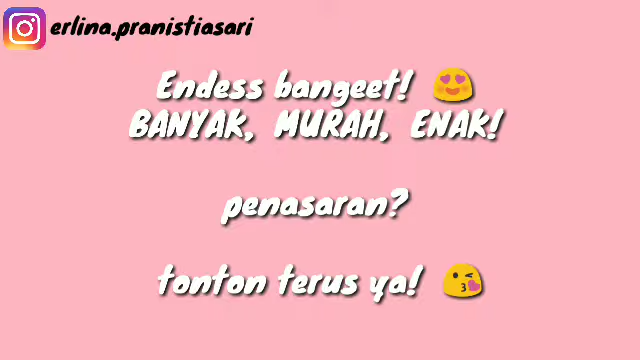 erlina.pranistiasari
Endess bangeet! 😍
BANYAK, MURAH, ENAK!
penasaran?
tonton terus ya! 😘